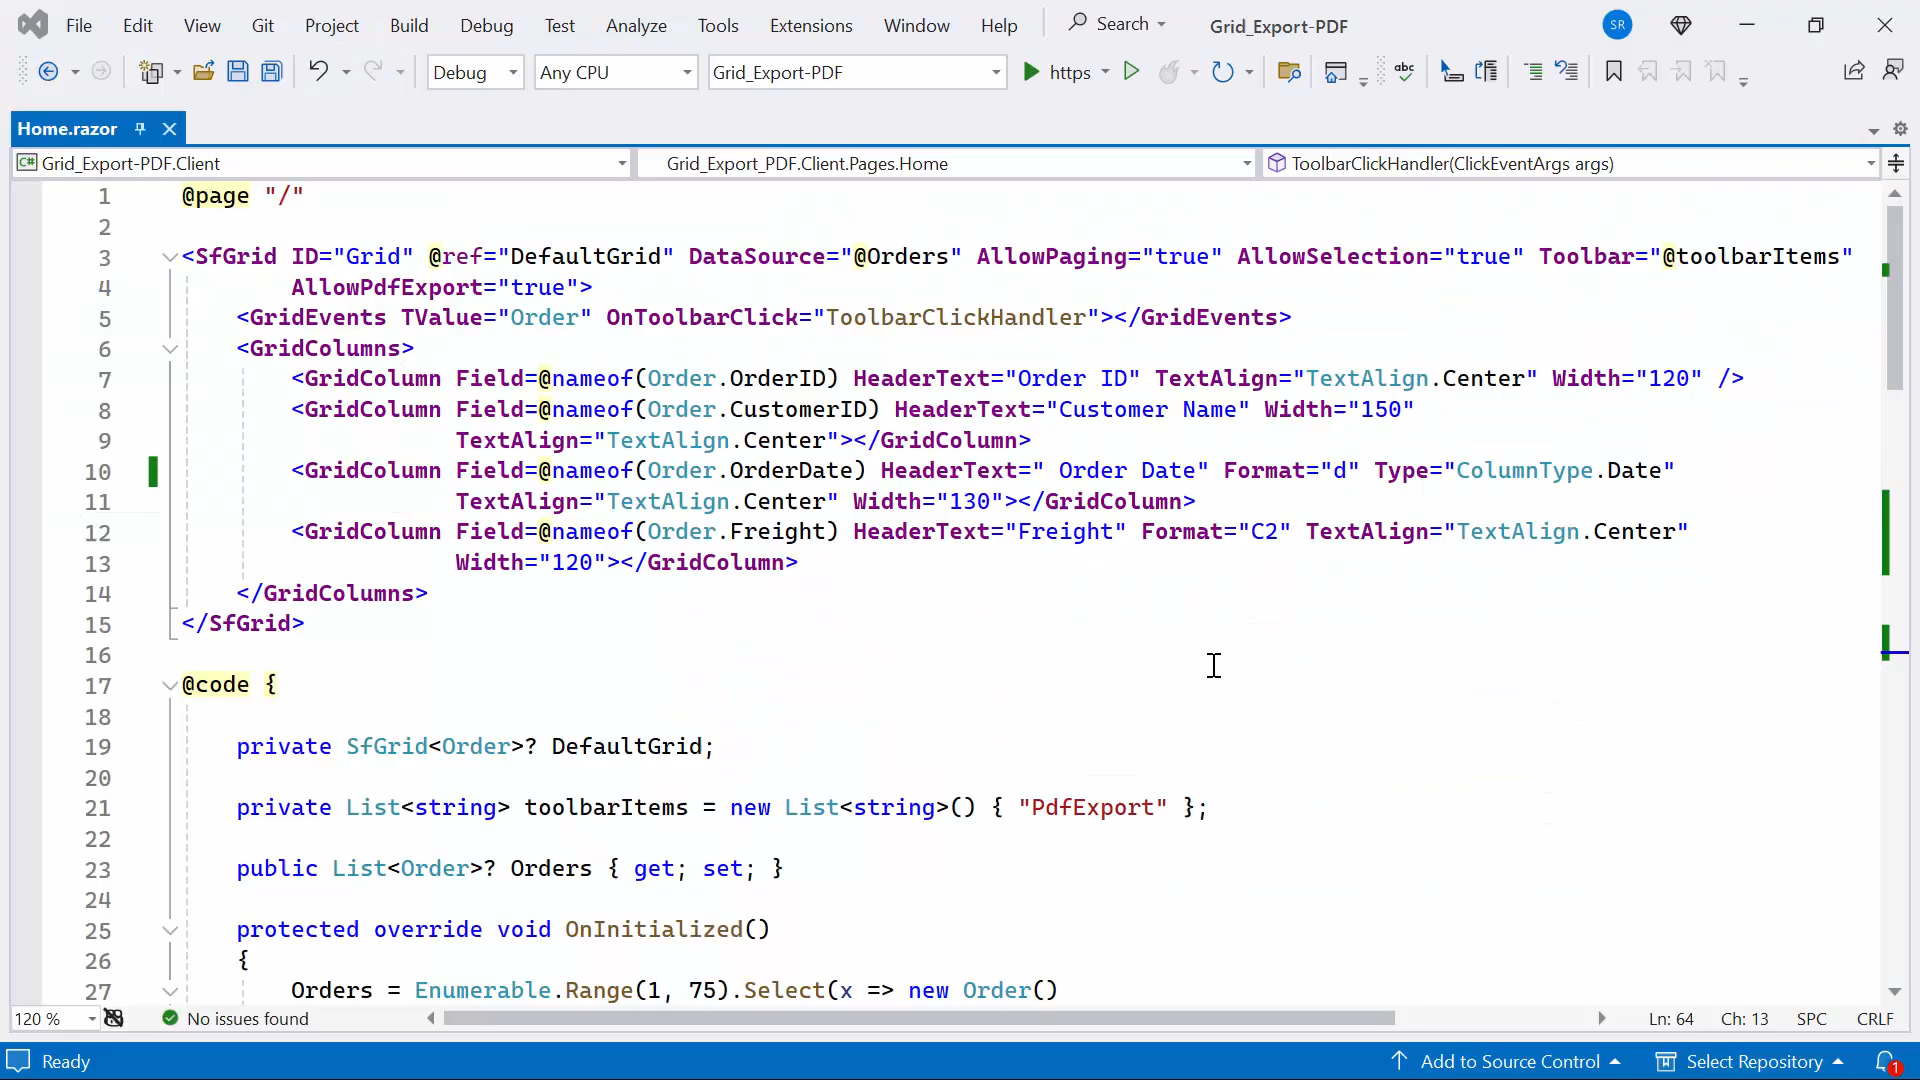 File Edit View Git Project Build Debug Test Analyze Tools Extensions Window Help Search Grid_Export-PDF SR
Debug Any CPU Grid_Export-PDF https abc
Home.razor
C# Grid_Export-PDF.Client Grid_Export_PDF.Client.Pages.Home ToolbarClickHandler(ClickEventArgs args)
1 @page "/"
2
3 <SfGrid ID="Grid" @ref="DefaultGrid" DataSource="@Orders" AllowPaging="true" AllowSelection="true" Toolbar="@toolbarItems"
4 AllowPdfExport="true">
5 <GridEvents TValue="Order" OnToolbarClick="ToolbarClickHandler"></GridEvents>
6 <GridColumns>
7 <GridColumn Field=@nameof(Order.OrderID) HeaderText="Order ID" TextAlign="TextAlign.Center" Width="120" />
8 <GridColumn Field=@nameof(Order.CustomerID) HeaderText="Customer Name" Width="150"
9 TextAlign="TextAlign.Center"></GridColumn>
10 <GridColumn Field=@nameof(Order.OrderDate) HeaderText=" Order Date" Format="d" Type="ColumnType.Date"
11 TextAlign="TextAlign.Center" Width="130"></GridColumn>
12 <GridColumn Field=@nameof(Order.Freight) HeaderText="Freight" Format="C2" TextAlign="TextAlign.Center"
13 Width="120"></GridColumn>
14 </GridColumns>
15 </SfGrid>
16
17 @code {
18
19 private SfGrid<Order>? DefaultGrid;
20
21 private List<string> toolbarItems = new List<string>() { "PdfExport" };
22
23 public List<Order>? Orders { get; set; }
24
25 protected override void OnInitialized()
26 {
27 Orders = Enumerable.Range(1, 75).Select(x => new Order()
120 % No issues found Ln: 64 Ch: 13 SPC CRLF
Ready Add to Source Control Select Repository 1